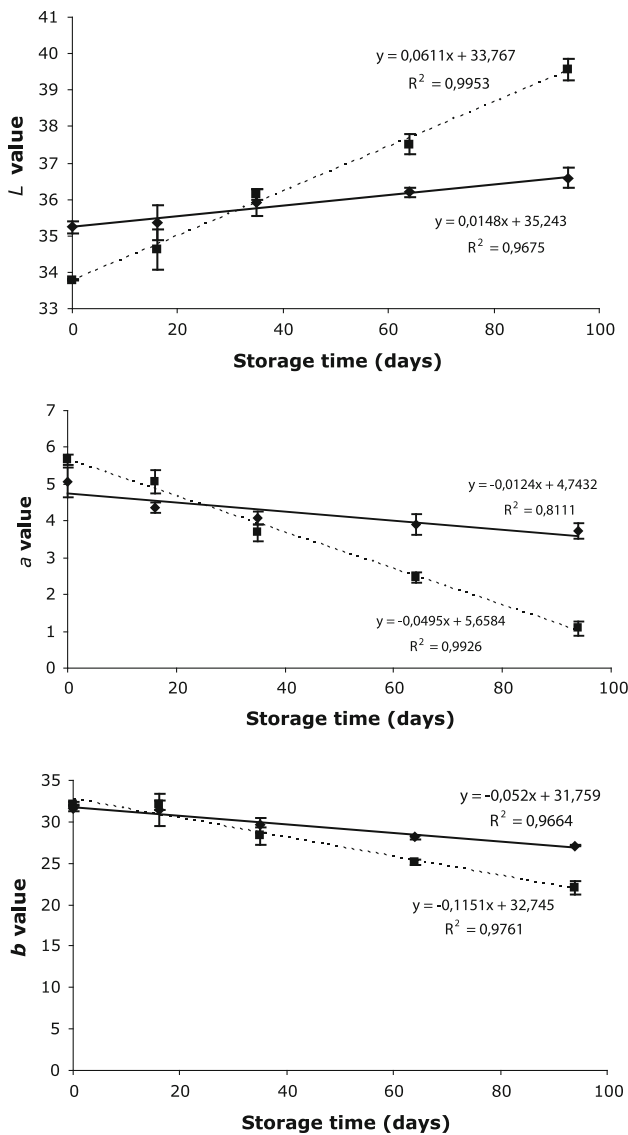 41
40
39
38
37
36
35
34
33
L value
y = 0,0611x + 33,767
R² = 0,9953
y = 0,0148x + 35,243
R² = 0,9675
0 20 40 60 80 100
Storage time (days)
7
6
5
4
3
2
1
0
a value
y = -0,0124x + 4,7432
R² = 0,8111
y = -0,0495x + 5,6584
R² = 0,9926
0 20 40 60 80 100
Storage time (days)
35
30
25
20
15
10
5
0
b value
y = -0,052x + 31,759
R² = 0,9664
y = -0,1151x + 32,745
R² = 0,9761
0 20 40 60 80 100
Storage time (days)